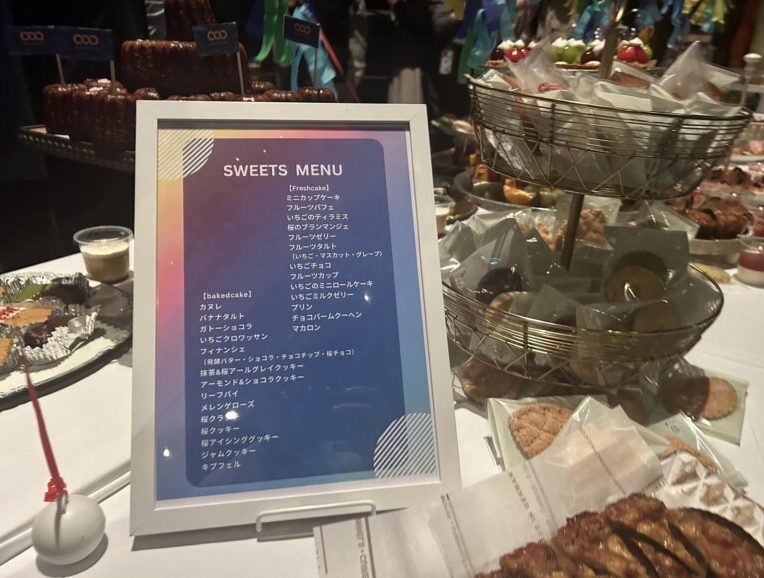 SWEETS MENU
【Freshcake】
ミニカップケーキ
フルーツパフェ
いちごのティラミス
桜のブランマンジェ
フルーツゼリー
フルーツタルト
（いちご・マスカット・グレープ）
いちごチョコ
フルーツカップ
いちごのミニロールケーキ
いちごミルクゼリー
プリン
チョコバームクーヘン
マカロン
【bakedcake】
カヌレ
バナナタルト
ガトーショコラ
いちごクロワッサン
フィナンシェ
（発酵バター・ショコラ・チョコチップ・桜チョコ）
抹茶&桜アールグレイクッキー
アーモンド&ショコラクッキー
リーフパイ
メレンゲローズ
桜クラ
桜クッキー
桜アイシンググッキー
ジャムクッキー
キプフェル